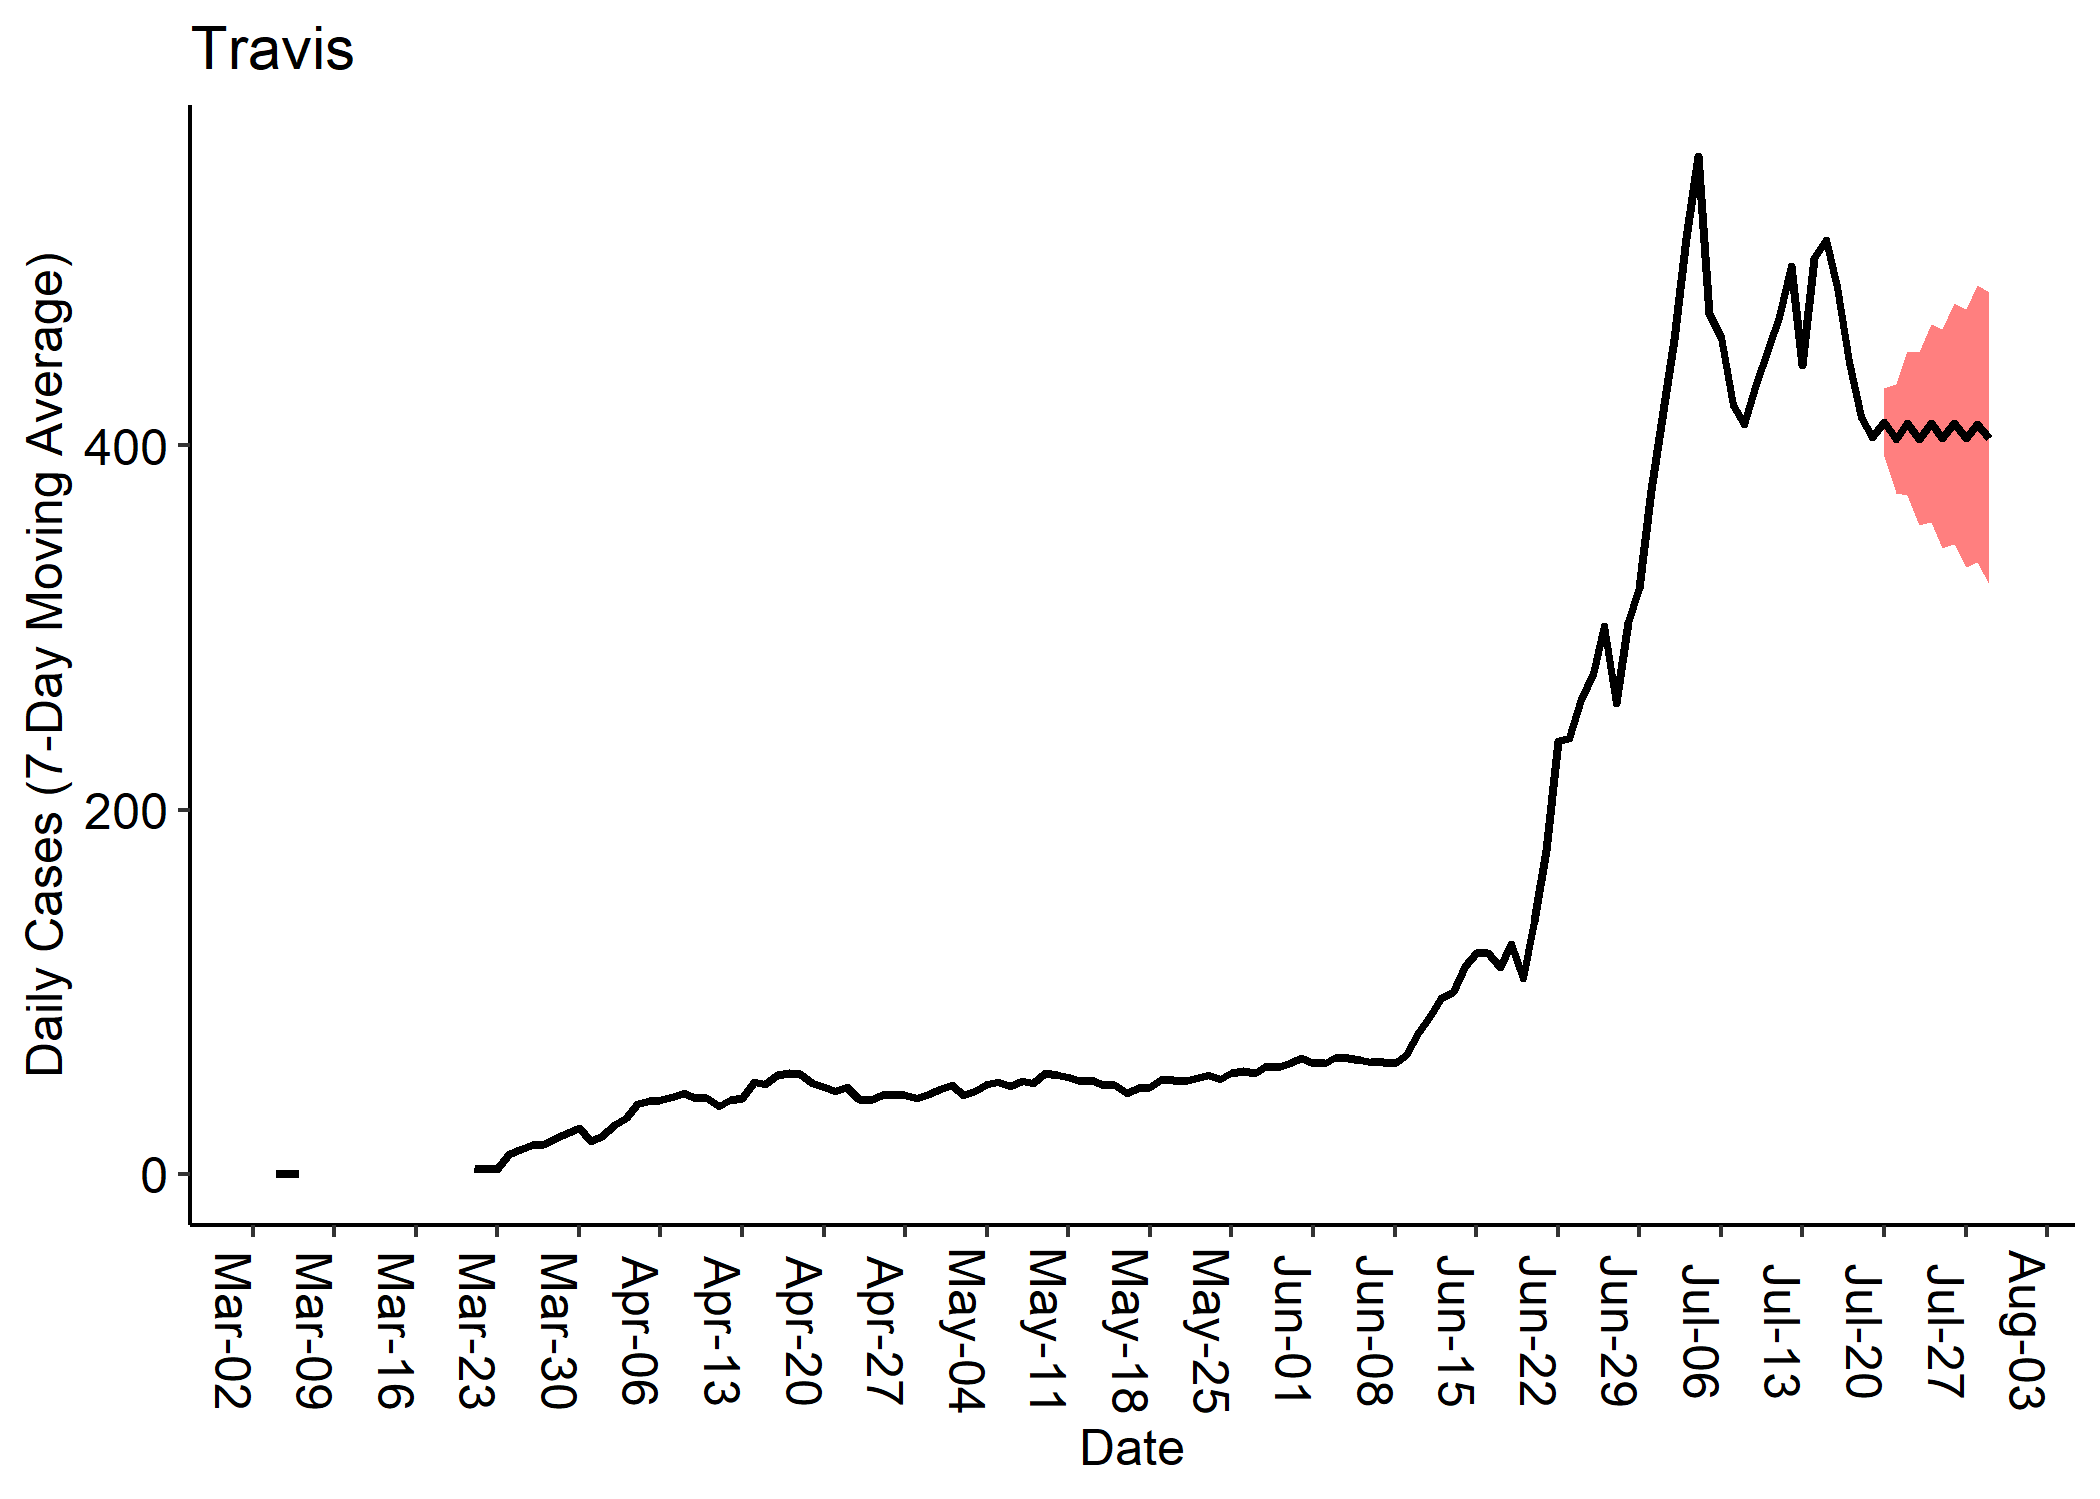 Travis
Daily Cases (7-Day Moving Average)
400
200
0
Mar-02
Mar-09
Mar-16
Mar-23
Mar-30
Apr-06
Apr-13
Apr-20
Apr-27
May-04
May-11
May-18
May-25
Jun-01
Jun-08
Jun-15
Jun-22
Jun-29
Jul-06
Jul-13
Jul-20
Jul-27
Aug-03
Date